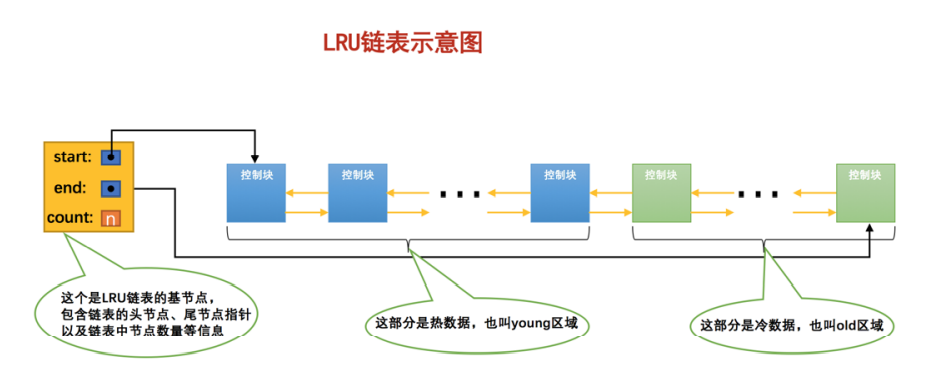 LRU链表示意图
start:
end:
count: n
控制块
控制块
控制块
控制块
控制块
这个是LRU链表的基节点，
包含链表的头节点、尾节点指针
以及链表中节点数量等信息
这部分是热数据，也叫young区域
这部分是冷数据，也叫old区域